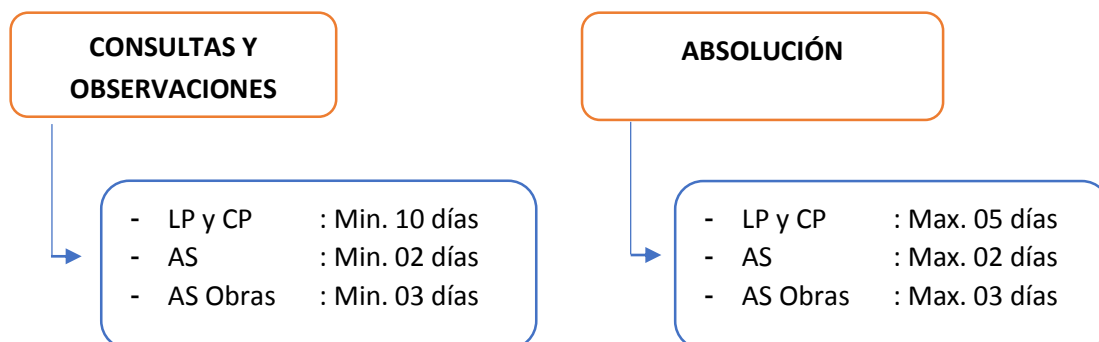 CONSULTAS Y
OBSERVACIONES
- LP y CP : Min. 10 días
- AS : Min. 02 días
- AS Obras : Min. 03 días
ABSOLUCIÓN
- LP y CP : Max. 05 días
- AS : Max. 02 días
- AS Obras : Max. 03 días